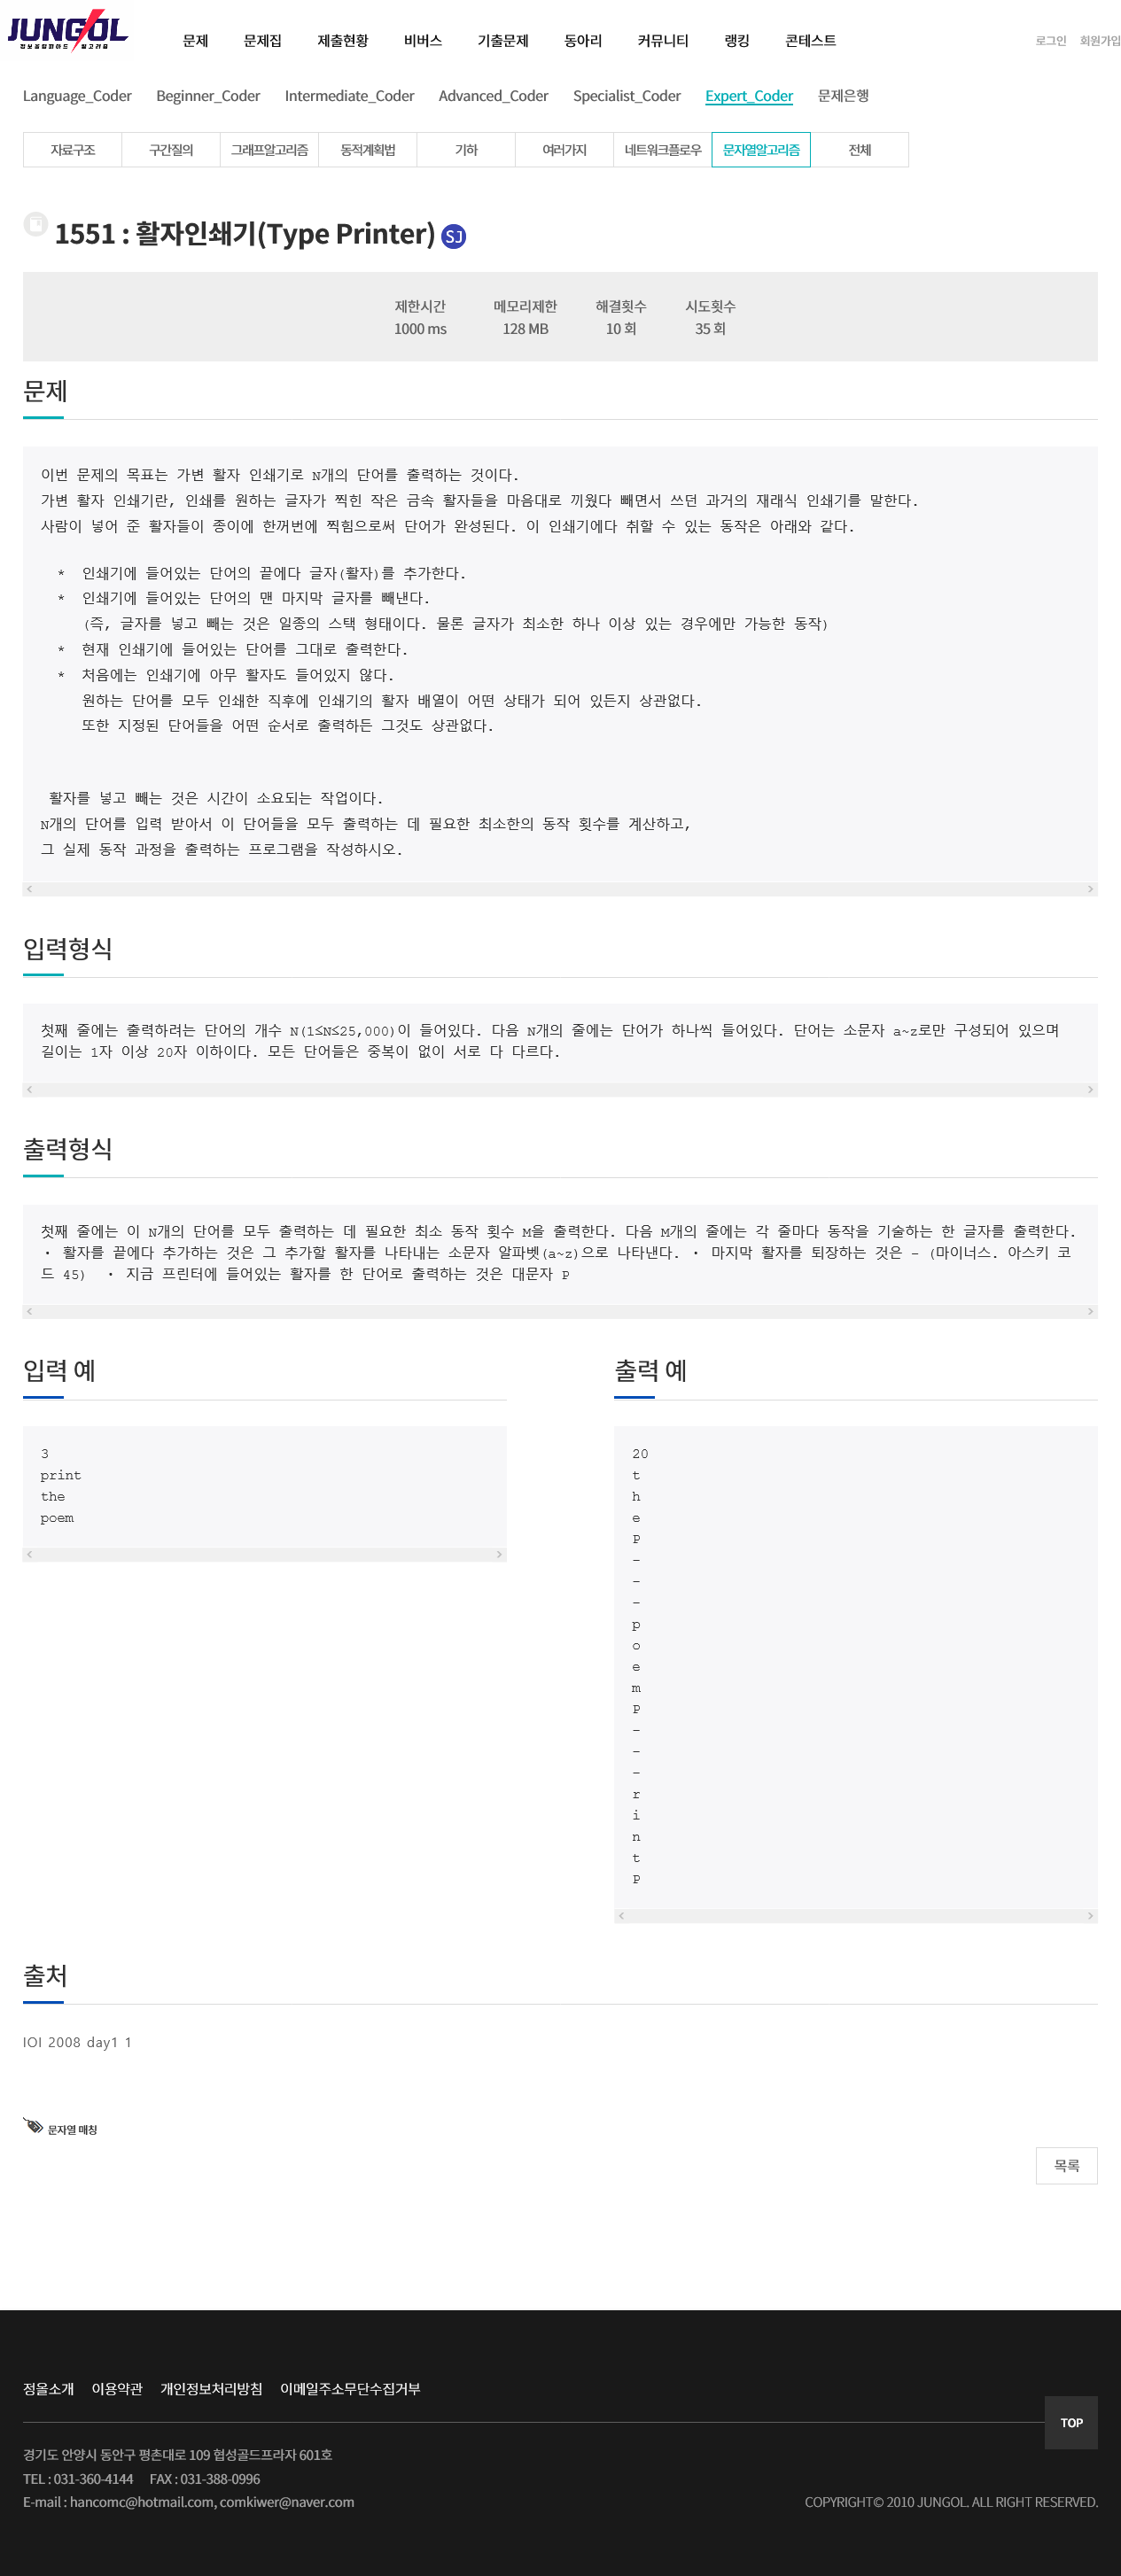 JUNGOL
정보올림피아드 알고리즘
문제 문제집 제출현황 비버스 기출문제 동아리 커뮤니티 랭킹 콘테스트 로그인 회원가입
Language_Coder Beginner_Coder Intermediate_Coder Advanced_Coder Specialist_Coder Expert_Coder 문제은행
자료구조 구간질의 그래프알고리즘 동적계획법 기하 여러가지 네트워크플로우 문자열알고리즘 전체
1551 : 활자인쇄기(Type Printer) SJ
제한시간 메모리제한 해결횟수 시도횟수
1000 ms 128 MB 10 회 35 회
문제
이번 문제의 목표는 가변 활자 인쇄기로 N개의 단어를 출력하는 것이다.
가변 활자 인쇄기란, 인쇄를 원하는 글자가 찍힌 작은 금속 활자들을 마음대로 끼웠다 빼면서 쓰던 과거의 재래식 인쇄기를 말한다.
사람이 넣어 준 활자들이 종이에 한꺼번에 찍힘으로써 단어가 완성된다. 이 인쇄기에다 취할 수 있는 동작은 아래와 같다.
* 인쇄기에 들어있는 단어의 끝에다 글자(활자)를 추가한다.
* 인쇄기에 들어있는 단어의 맨 마지막 글자를 빼낸다.
(즉, 글자를 넣고 빼는 것은 일종의 스택 형태이다. 물론 글자가 최소한 하나 이상 있는 경우에만 가능한 동작)
* 현재 인쇄기에 들어있는 단어를 그대로 출력한다.
* 처음에는 인쇄기에 아무 활자도 들어있지 않다.
원하는 단어를 모두 인쇄한 직후에 인쇄기의 활자 배열이 어떤 상태가 되어 있든지 상관없다.
또한 지정된 단어들을 어떤 순서로 출력하든 그것도 상관없다.
활자를 넣고 빼는 것은 시간이 소요되는 작업이다.
N개의 단어를 입력 받아서 이 단어들을 모두 출력하는 데 필요한 최소한의 동작 횟수를 계산하고,
그 실제 동작 과정을 출력하는 프로그램을 작성하시오.
입력형식
첫째 줄에는 출력하려는 단어의 개수 N(1≤N≤25,000)이 들어있다. 다음 N개의 줄에는 단어가 하나씩 들어있다. 단어는 소문자 a~z로만 구성되어 있으며
길이는 1자 이상 20자 이하이다. 모든 단어들은 중복이 없이 서로 다 다르다.
출력형식
첫째 줄에는 이 N개의 단어를 모두 출력하는 데 필요한 최소 동작 횟수 M을 출력한다. 다음 M개의 줄에는 각 줄마다 동작을 기술하는 한 글자를 출력한다.
· 활자를 끝에다 추가하는 것은 그 추가할 활자를 나타내는 소문자 알파벳(a~z)으로 나타낸다. · 마지막 활자를 퇴장하는 것은 - (마이너스. 아스키 코
드 45) · 지금 프린터에 들어있는 활자를 한 단어로 출력하는 것은 대문자 P
입력 예
3
print
the
poem
출력 예
20
t
h
e
P
-
-
-
p
o
e
m
P
-
-
-
r
i
n
t
P
출처
IOI 2008 day1 1
문자열 매칭
목록
정올소개 이용약관 개인정보처리방침 이메일주소무단수집거부
TOP
경기도 안양시 동안구 평촌대로 109 협성골드프라자 601호
TEL : 031-360-4144 FAX : 031-388-0996
E-mail : hancomc@hotmail.com, comkiwer@naver.com
COPYRIGHT© 2010 JUNGOL. ALL RIGHT RESERVED.